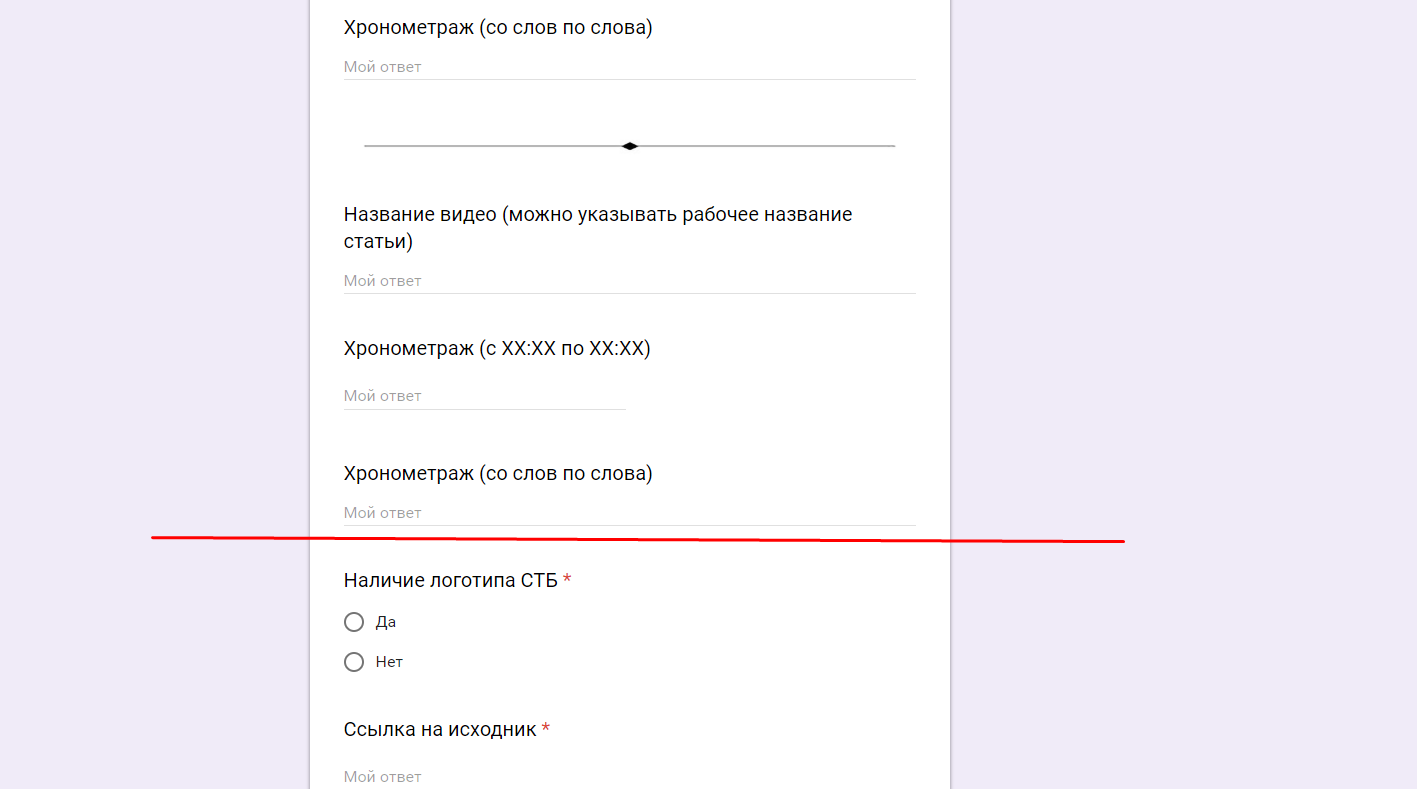 Хронометраж (со слов по слова)
Мой ответ
Название видео (можно указывать рабочее название
статьи)
Мой ответ
Хронометраж (с XX:XX по XX:XX)
Мой ответ
Хронометраж (со слов по слова)
Мой ответ
Наличие логотипа СТБ *
Да
Нет
Ссылка на исходник *
Мой ответ